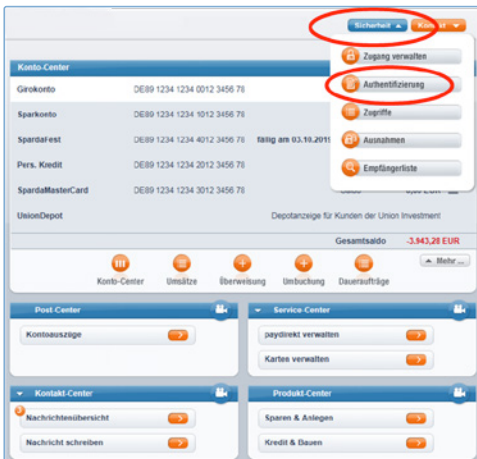 Sicherheit
Kontakt
Zugang verwalten
Authentifizierung
Zugriffe
Ausnahmen
Empfängerliste
Konto-Center
Girokonto DE89 1234 1234 0012 3456 78
Sparkonto DE89 1234 1234 1012 3456 78
SpardaFest DE89 1234 1234 4012 3456 78 fällig am 03.10.2019
Pers. Kredit DE89 1234 1234 2012 3456 78
SpardaMasterCard DE89 1234 1234 3012 3456 78
UnionDepot Depotanzeige für Kunden der Union Investment
Gesamtsaldo -3.943,28 EUR
Mehr ...
Konto-Center Umsätze Überweisung Umbuchung Daueraufträge
Post-Center
Kontoauszüge
Service-Center
paydirekt verwalten
Karten verwalten
Kontakt-Center
3
Nachrichtenübersicht
Nachricht schreiben
Produkt-Center
Sparen & Anlegen
Kredit & Bauen